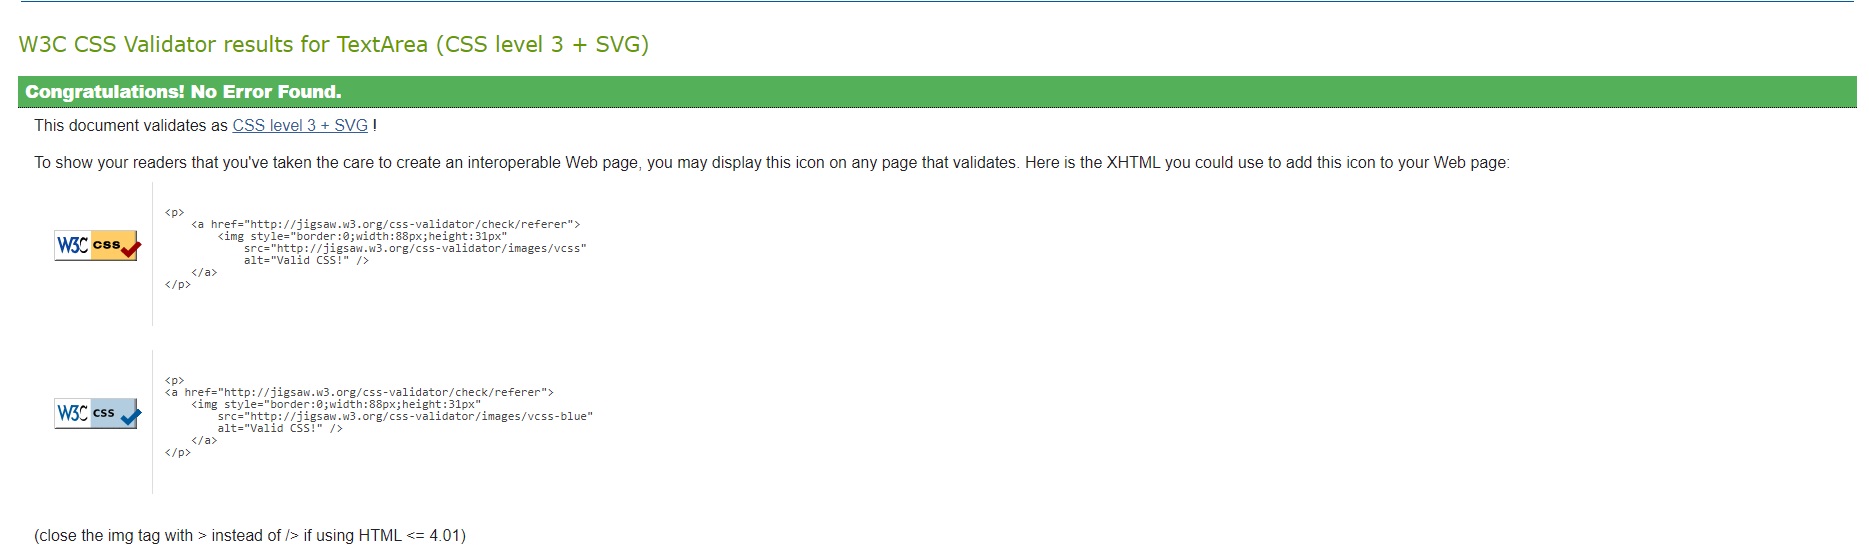 W3C CSS Validator results for TextArea (CSS level 3 + SVG)
Congratulations! No Error Found.
This document validates as CSS level 3 + SVG !
To show your readers that you've taken the care to create an interoperable Web page, you may display this icon on any page that validates. Here is the XHTML you could use to add this icon to your Web page:
W3C css
<p>
<a href="http://jigsaw.w3.org/css-validator/check/referer">
<img style="border:0;width:88px;height:31px"
src="http://jigsaw.w3.org/css-validator/images/vcss"
alt="Valid CSS!" />
</a>
</p>
W3C css
<p>
<a href="http://jigsaw.w3.org/css-validator/check/referer">
<img style="border:0;width:88px;height:31px"
src="http://jigsaw.w3.org/css-validator/images/vcss-blue"
alt="Valid CSS!" />
</a>
</p>
(close the img tag with > instead of /> if using HTML <= 4.01)